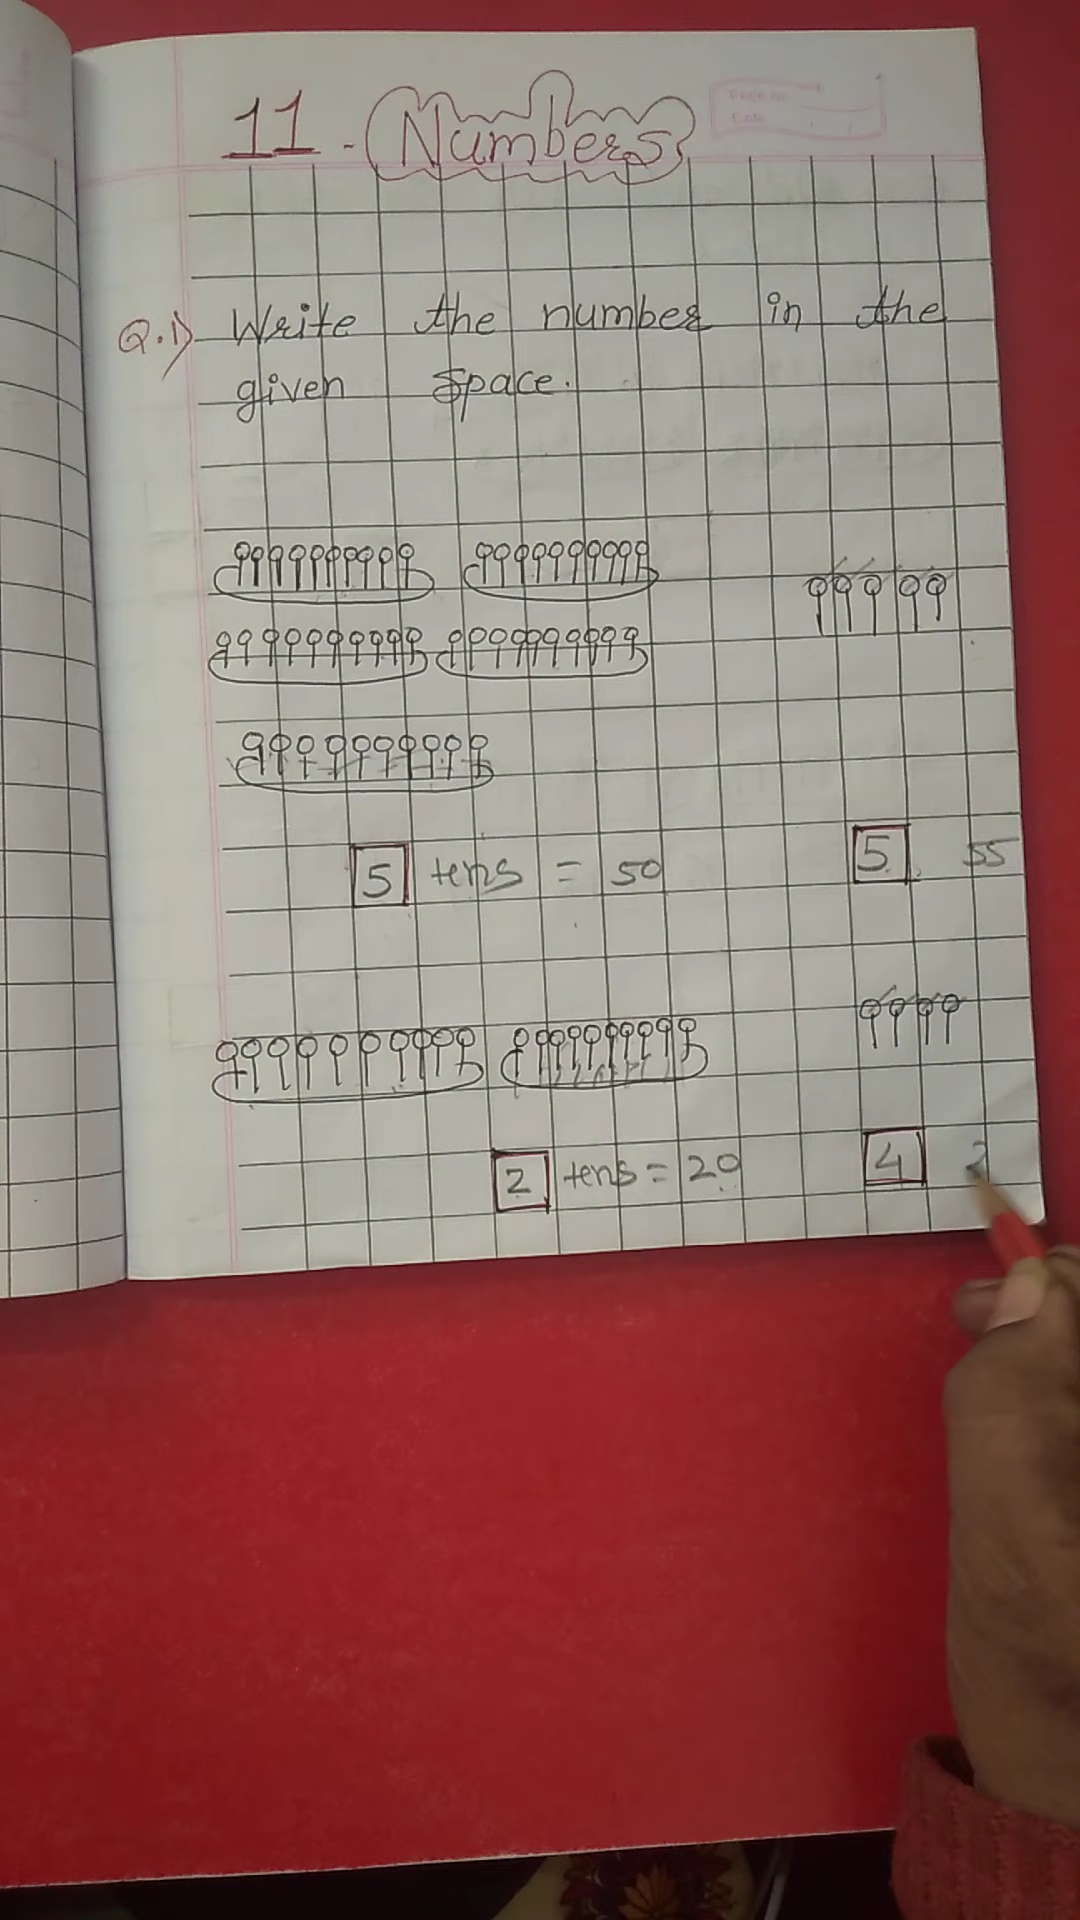 11. Numbers
Q.1) Write the number in the
given space.
5 tens = 50 5 55
2 tens = 20 4 2